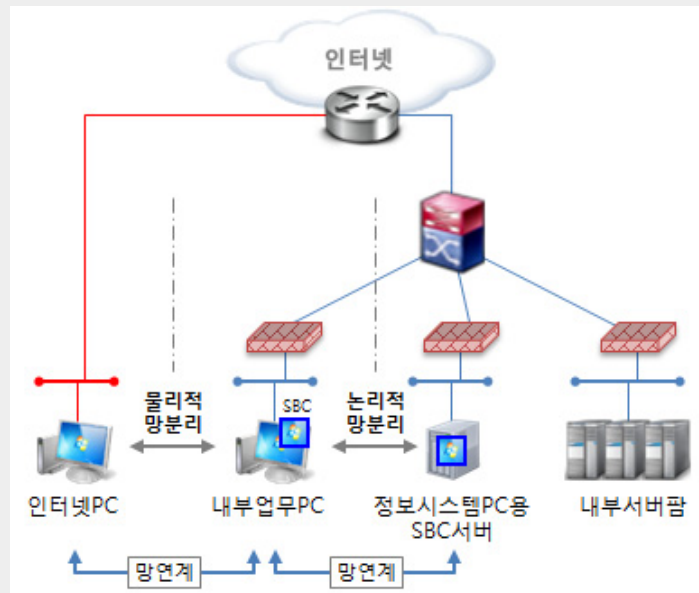 인터넷
물리적
망분리
SBC
논리적
망분리
인터넷PC
내부업무PC
정보시스템PC용
SBC서버
내부서버팜
망연계
망연계